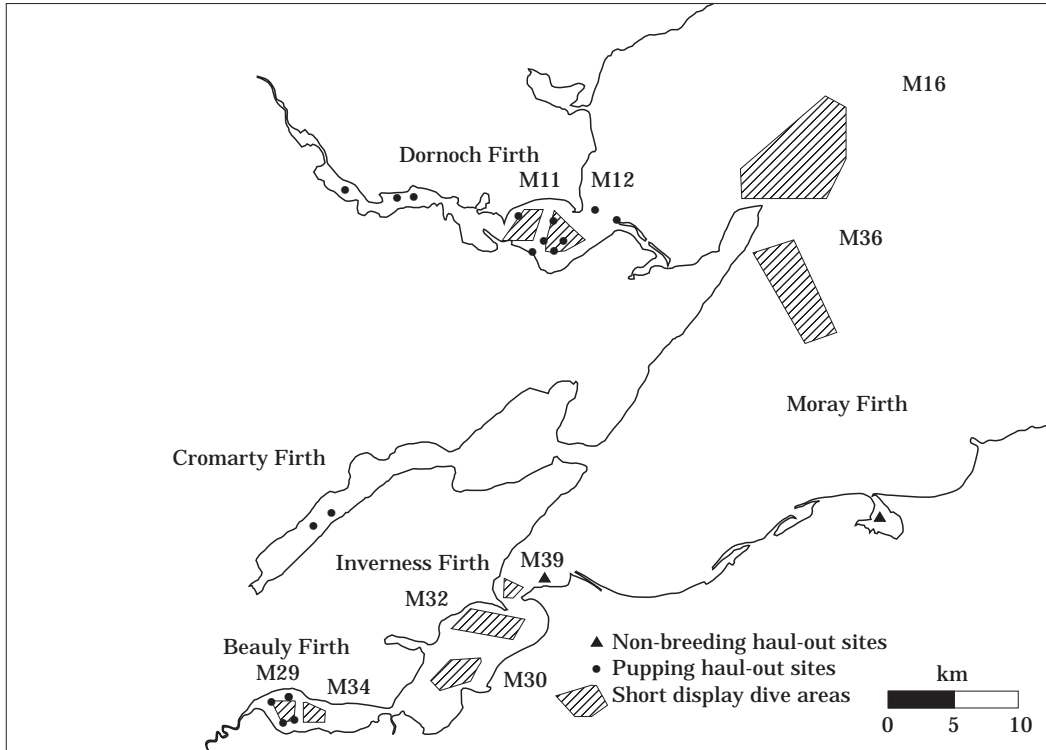 M16
Dornoch Firth
M11
M12
M36
Moray Firth
Cromarty Firth
Inverness Firth
M39
M32
Beauly Firth
M29
M34
M30
Non-breeding haul-out sites
Pupping haul-out sites
Short display dive areas
km
0 5 10